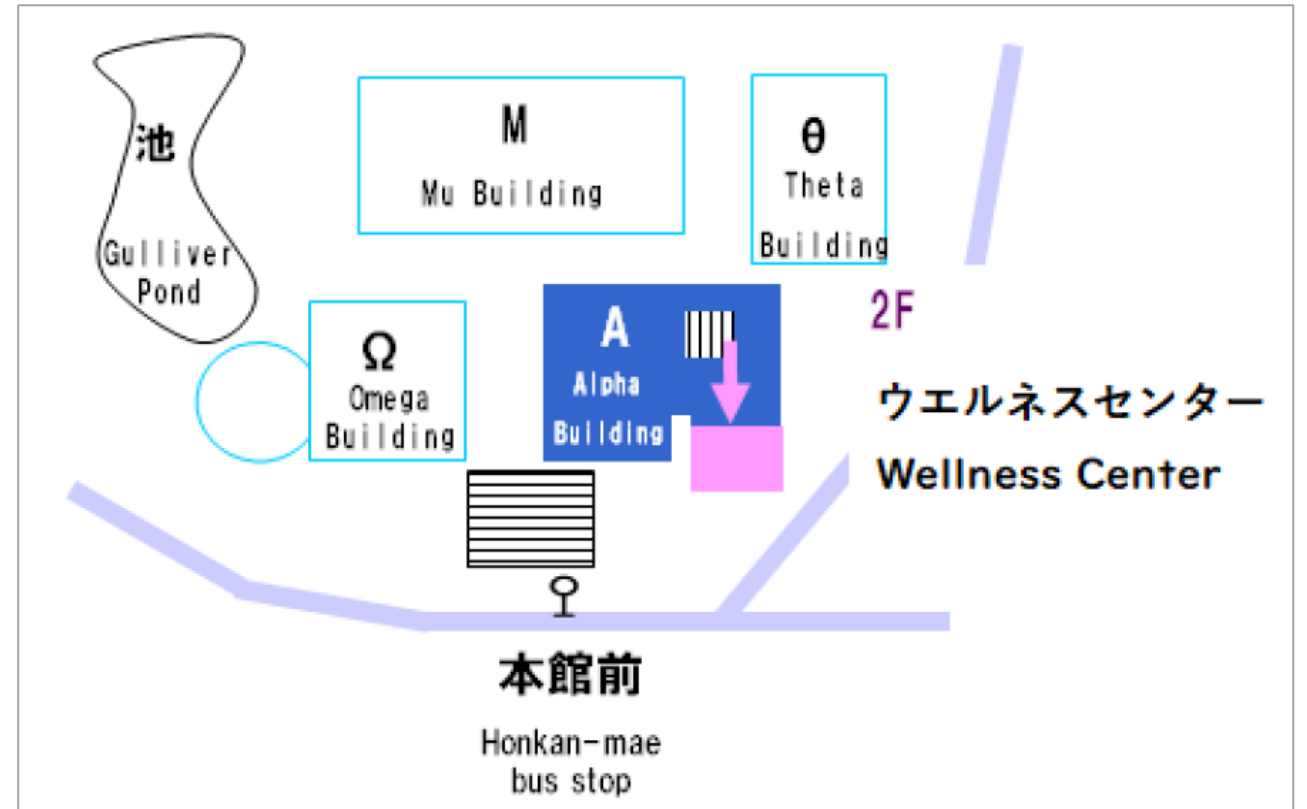 池
Gulliver
Pond
M
Mu Building
θ
Theta
Building
Ω
Omega
Building
A
Alpha
Building
2F
ウエルネスセンター
Wellness Center
本館前
Honkan-mae
bus stop